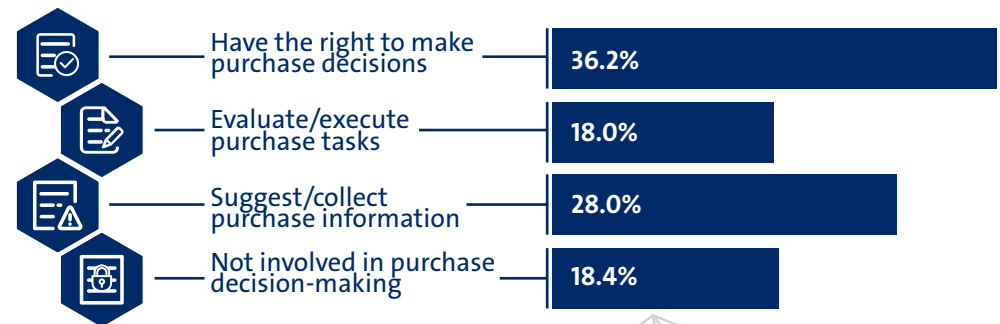 Have the right to make
purchase decisions
36.2%
Evaluate/execute
purchase tasks
18.0%
Suggest/collect
purchase information
28.0%
Not involved in purchase
decision-making
18.4%